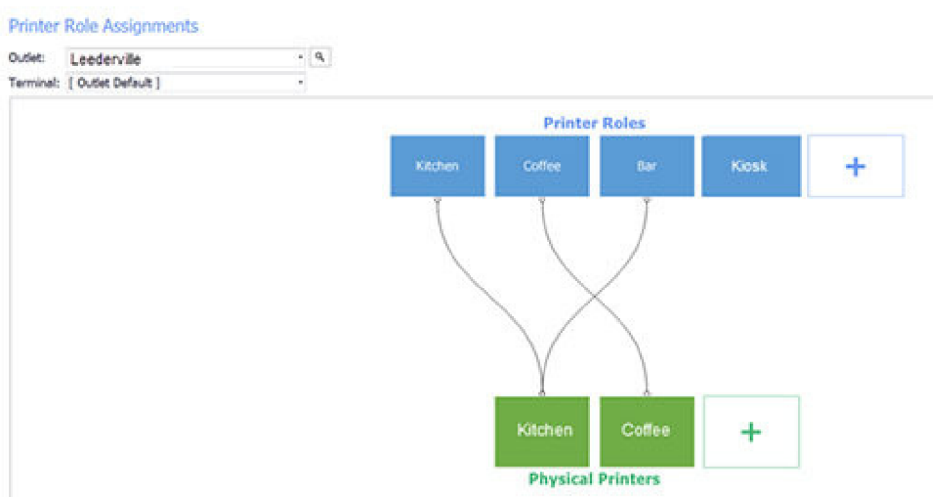 Printer Role Assignments
Outlet: Leederville
Terminal: [ Outlet Default ]
Printer Roles
Kitchen Coffee Bar Kiosk +
Kitchen Coffee +
Physical Printers